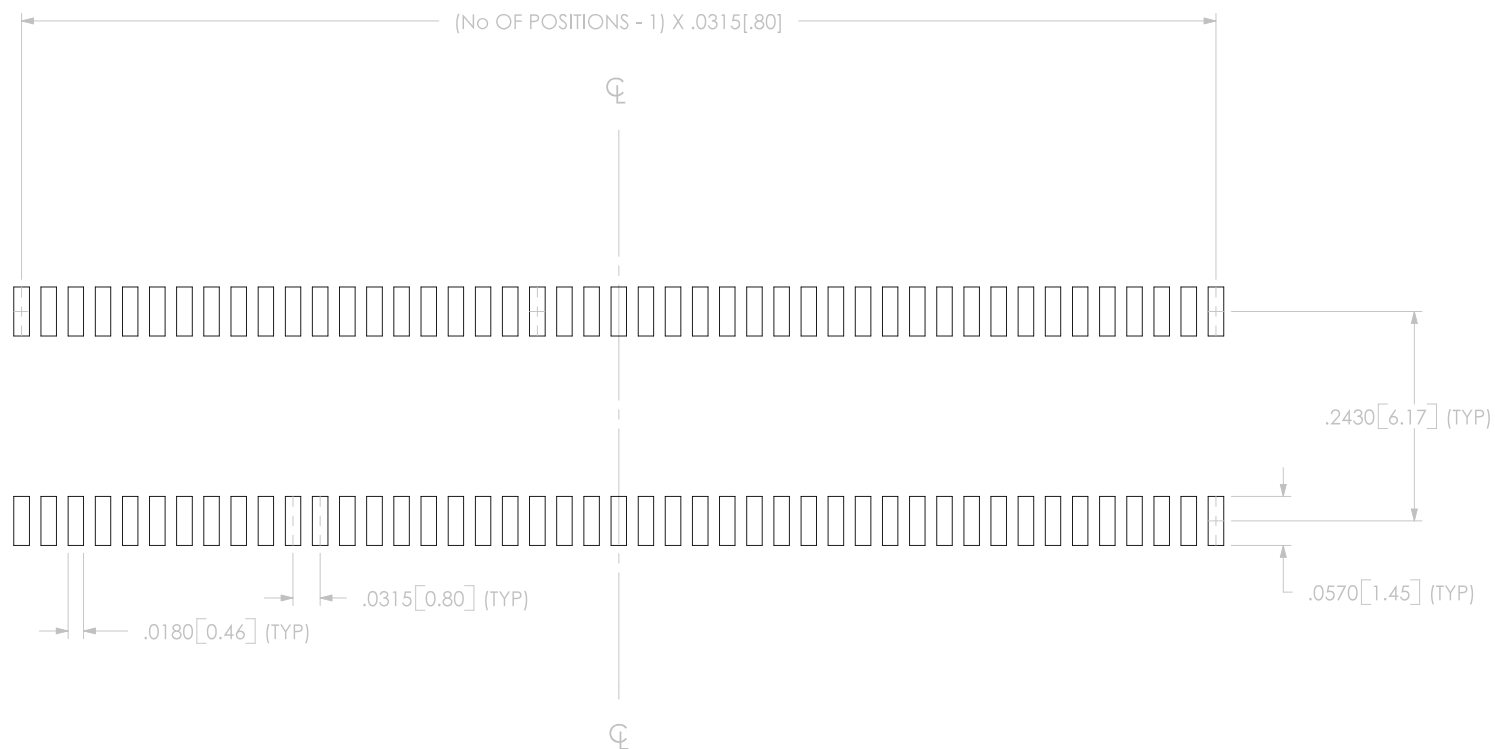 (No OF POSITIONS - 1) X .0315[.80]
℄
.2430[6.17] (TYP)
.0315[0.80] (TYP)
.0570[1.45] (TYP)
.0180[0.46] (TYP)
℄